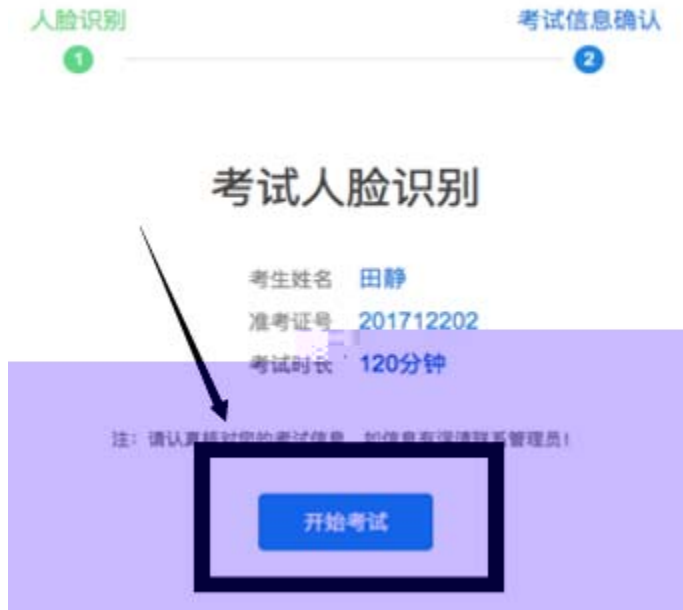 人脸识别 考试信息确认
1 2
考试人脸识别
考生姓名 田静
准考证号 201712202
考试时长 120分钟
注：请认真核对您的考试信息，如信息有误请联系管理员！
开始考试